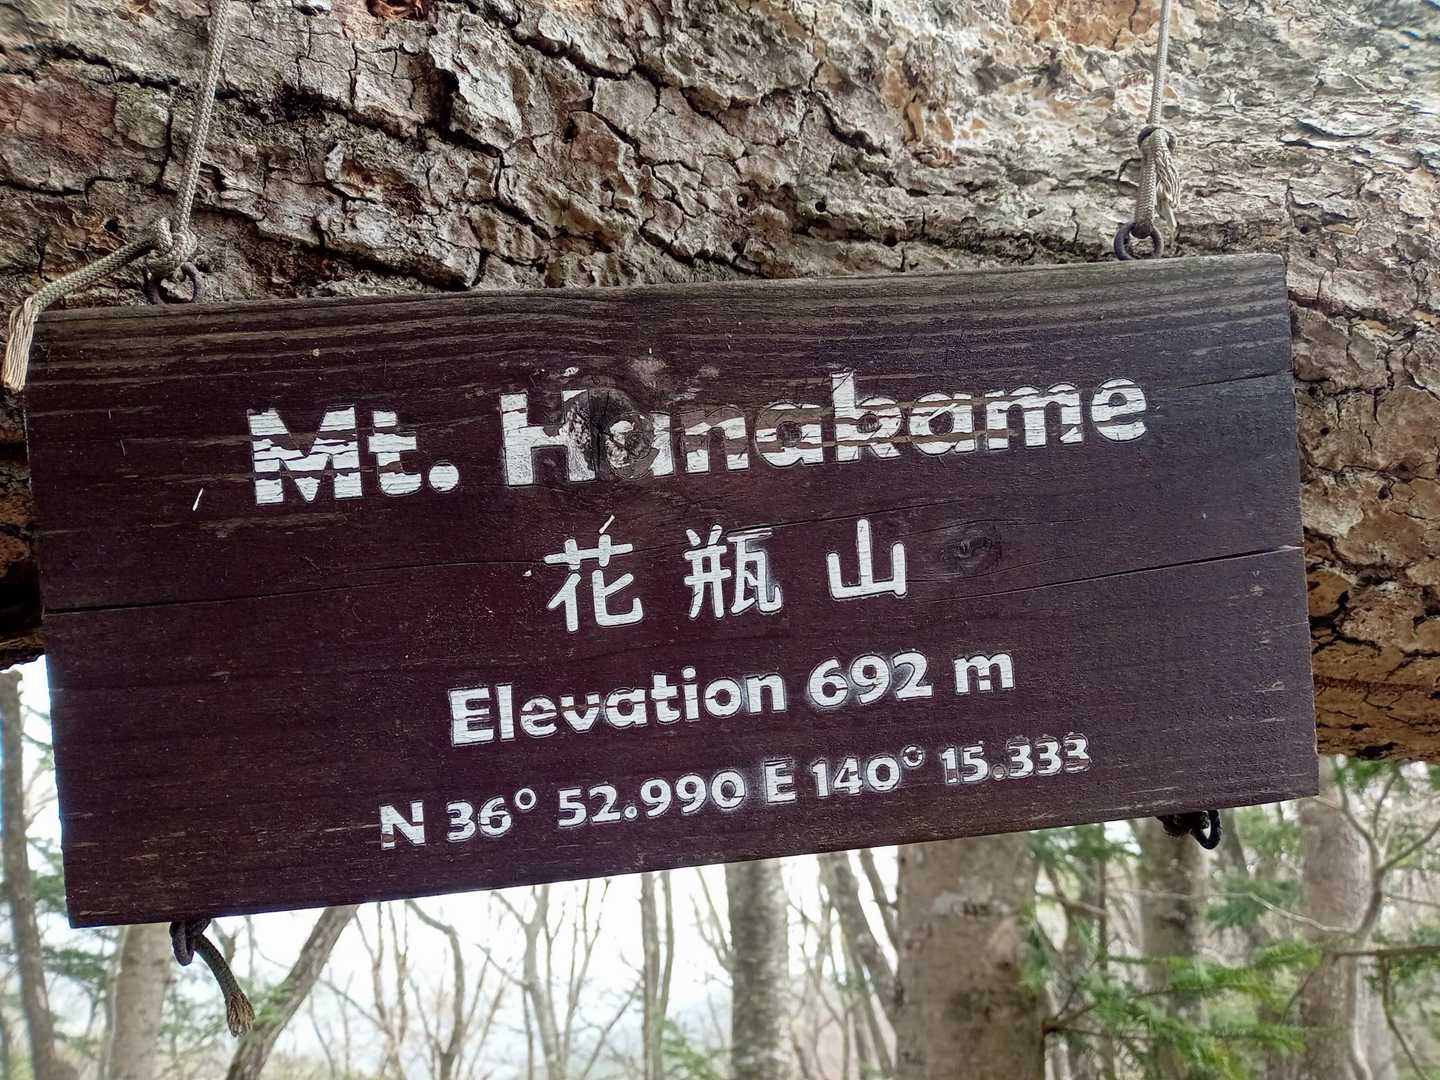 Mt. Hanakame
花瓶山
Elevation 692 m
N 36° 52.990 E 140° 15.333